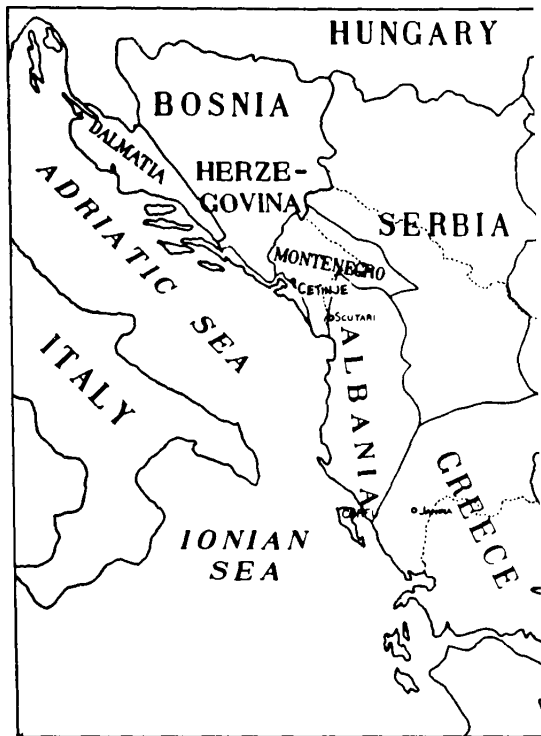 HUNGARY
BOSNIA
DALMATIA
HERZE-
GOVINA
SERBIA
ADRIATIC SEA
MONTENEGRO
CETINJE
SCUTARI
ITALY
ALBANIA
GREECE
IONIAN
SEA